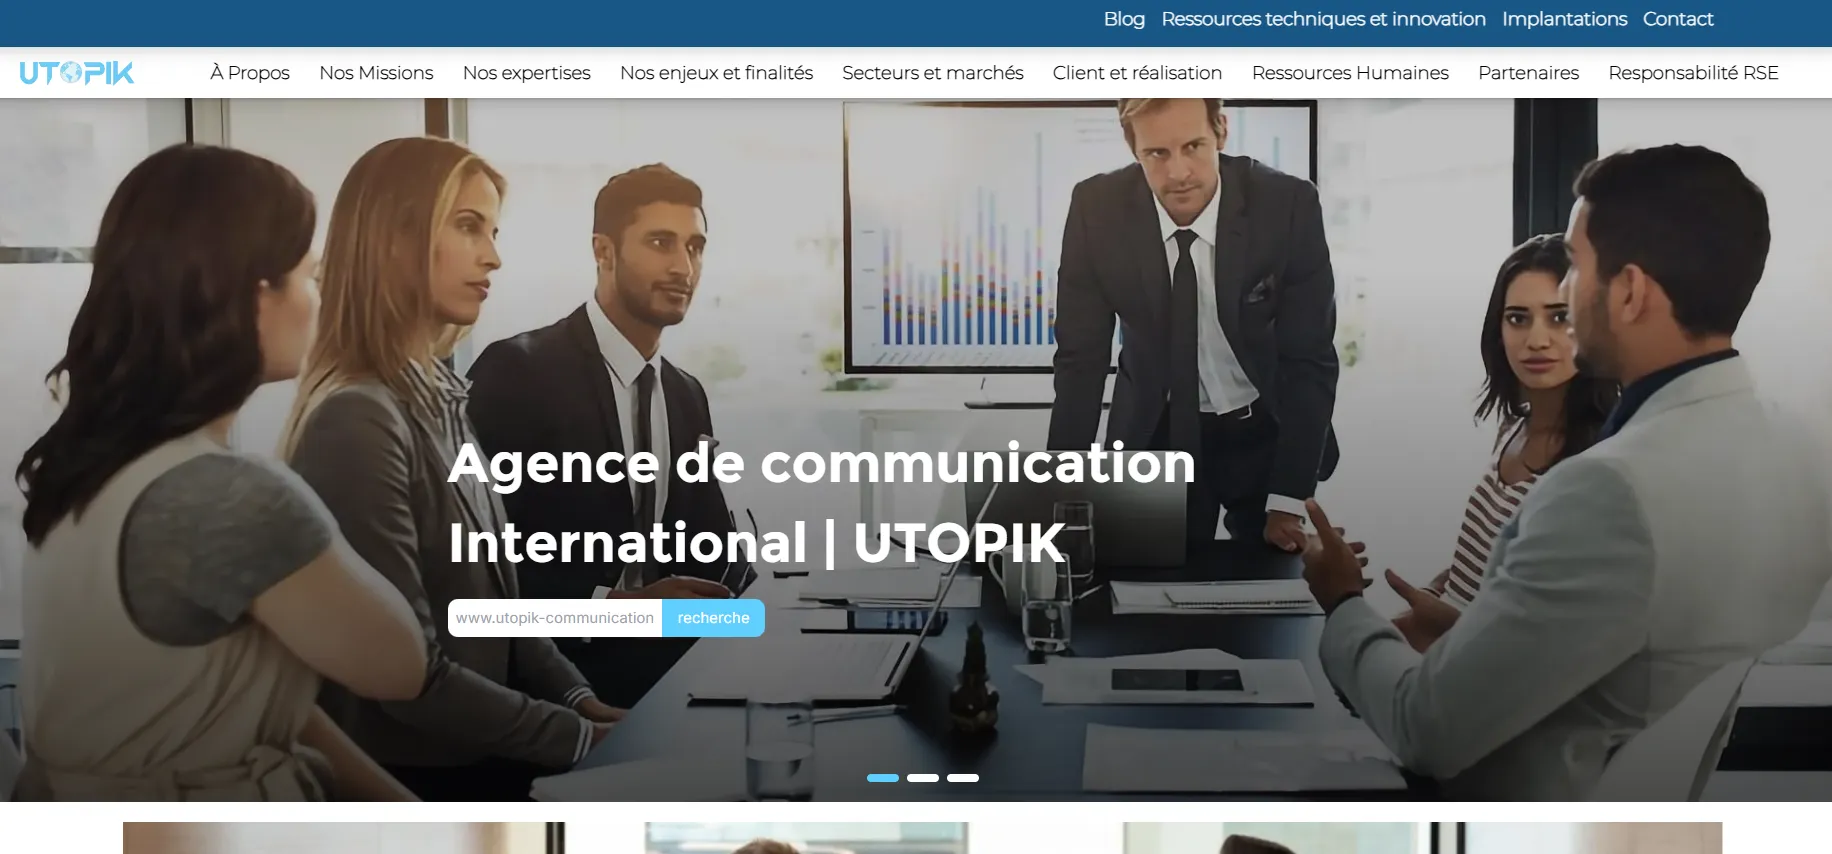 Blog Ressources techniques et innovation Implantations Contact
UTOPIK À Propos Nos Missions Nos expertises Nos enjeux et finalités Secteurs et marchés Client et réalisation Ressources Humaines Partenaires Responsabilité RSE
Agence de communication
International | UTOPIK
www.utopik-communication recherche